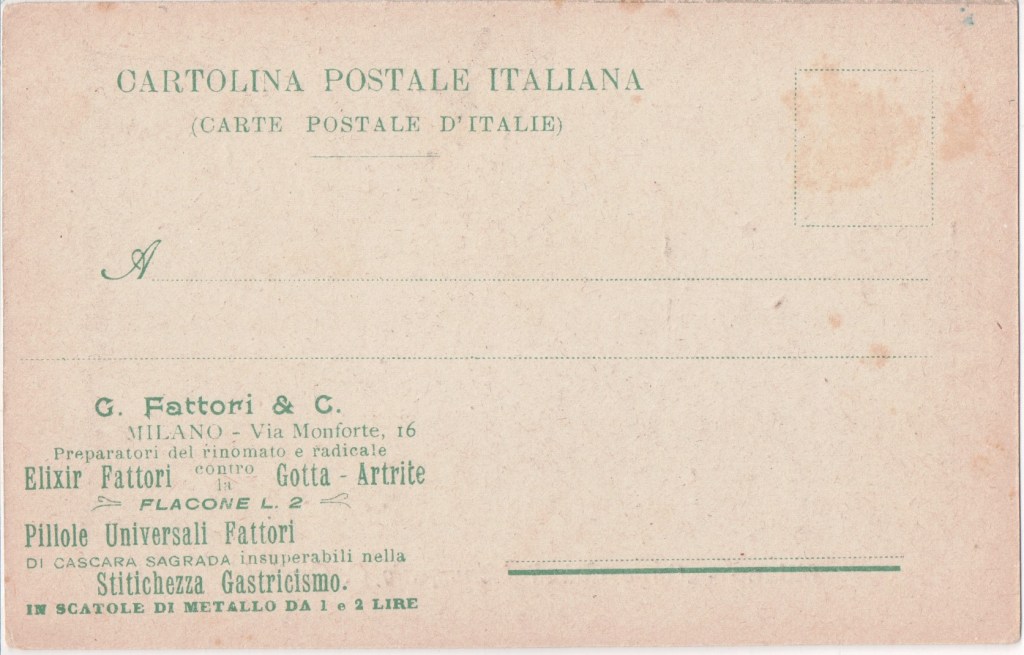 CARTOLINA POSTALE ITALIANA
(CARTE POSTALE D'ITALIE)
A
G. Fattori & C.
MILANO - Via Monforte, 16
Preparatori del rinomato e radicale
Elixir Fattori contro la Gotta - Artrite
FLACONE L. 2
Pillole Universali Fattori
DI CASCARA SAGRADA insuperabili nella
Stitichezza Gastricismo.
IN SCATOLE DI METALLO DA 1 e 2 LIRE